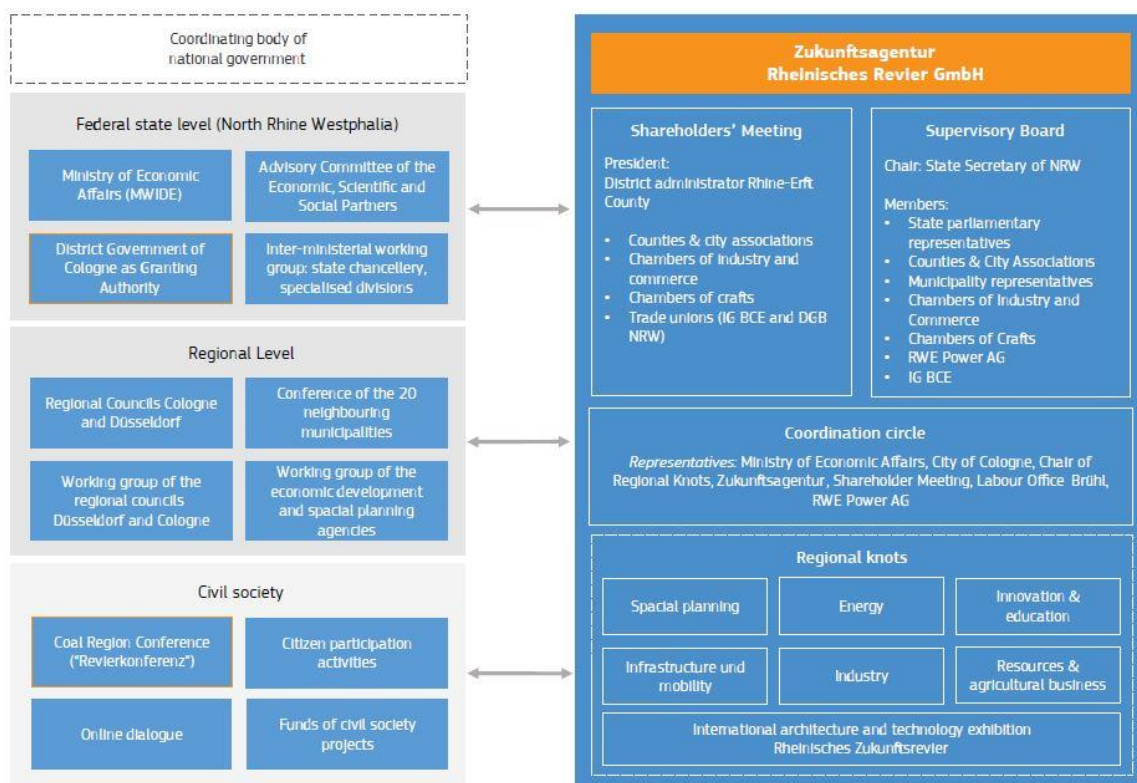 Coordinating body of
national government
Federal state level (North Rhine Westphalia)
Ministry of Economic
Affairs (MWIDE)
Advisory Committee of the
Economic, Scientific and
Social Partners
District Government of
Cologne as Granting
Authority
Inter-ministerial working
group: state chancellery,
specialised divisions
Regional Level
Regional Councils Cologne
and Düsseldorf
Conference of the 20
neighbouring
municipalities
Working group of the
regional councils
Düsseldorf and Cologne
Working group of the
economic development
and spacial planning
agencies
Civil society
Coal Region Conference
("Revierkonferenz")
Citizen participation
activities
Online dialogue
Funds of civil society
projects
Zukunftsagentur
Rheinisches Revier GmbH
Shareholders' Meeting
President:
District administrator Rhine-Erft
County
• Counties & city associations
• Chambers of industry and
commerce
• Chambers of crafts
• Trade unions (IG BCE and DGB
NRW)
Supervisory Board
Chair: State Secretary of NRW
Members:
• State parliamentary
representatives
• Counties & City Associations
• Municipality representatives
• Chambers of Industry and
Commerce
• Chambers of Crafts
• RWE Power AG
• IG BCE
Coordination circle
Representatives: Ministry of Economic Affairs, City of Cologne, Chair of
Regional Knots, Zukunftsagentur, Shareholder Meeting, Labour Office Brühl,
RWE Power AG
Regional knots
Spacial planning
Energy
Innovation &
education
Infrastructure und
mobility
Industry
Resources &
agricultural business
International architecture and technology exhibition
Rheinisches Zukunftsrevier